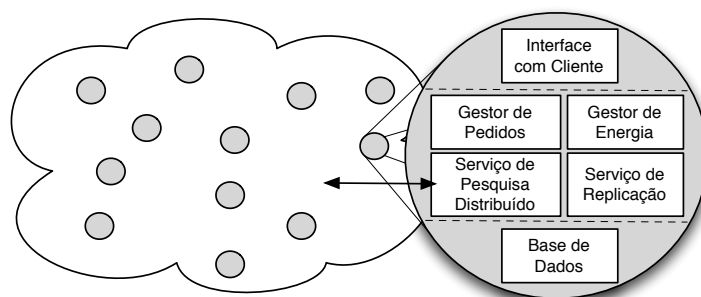 Interface
com Cliente
Gestor de
Pedidos
Gestor de
Energia
Serviço de
Pesquisa
Distribuído
Serviço de
Replicação
Base de
Dados